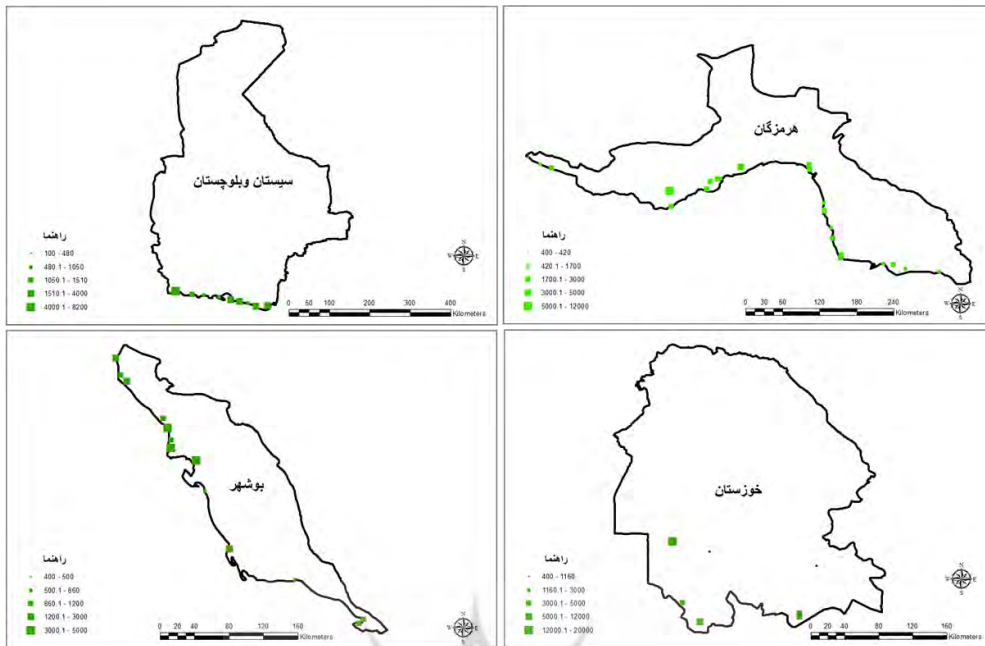 سیستان وبلوچستان
راهنما
100 - 480
480.1 - 1050
1050.1 - 1510
1510.1 - 4000
4000.1 - 8200
N
W E
S
0 50 100 200 300 400
Kilometers
هرمزگان
راهنما
400 - 420
420.1 - 1700
1700.1 - 3000
3000.1 - 5000
5000.1 - 12000
N
W E
S
0 30 60 120 180 240
Kilometers
بوشهر
راهنما
400 - 500
500.1 - 860
860.1 - 1200
1200.1 - 3000
3000.1 - 5000
N
W E
S
0 20 40 80 120 160
Kilometers
خوزستان
راهنما
400 - 1160
1160.1 - 3000
3000.1 - 5000
5000.1 - 12000
12000.1 - 20000
N
W E
S
0 20 40 80 120 160
Kilometers